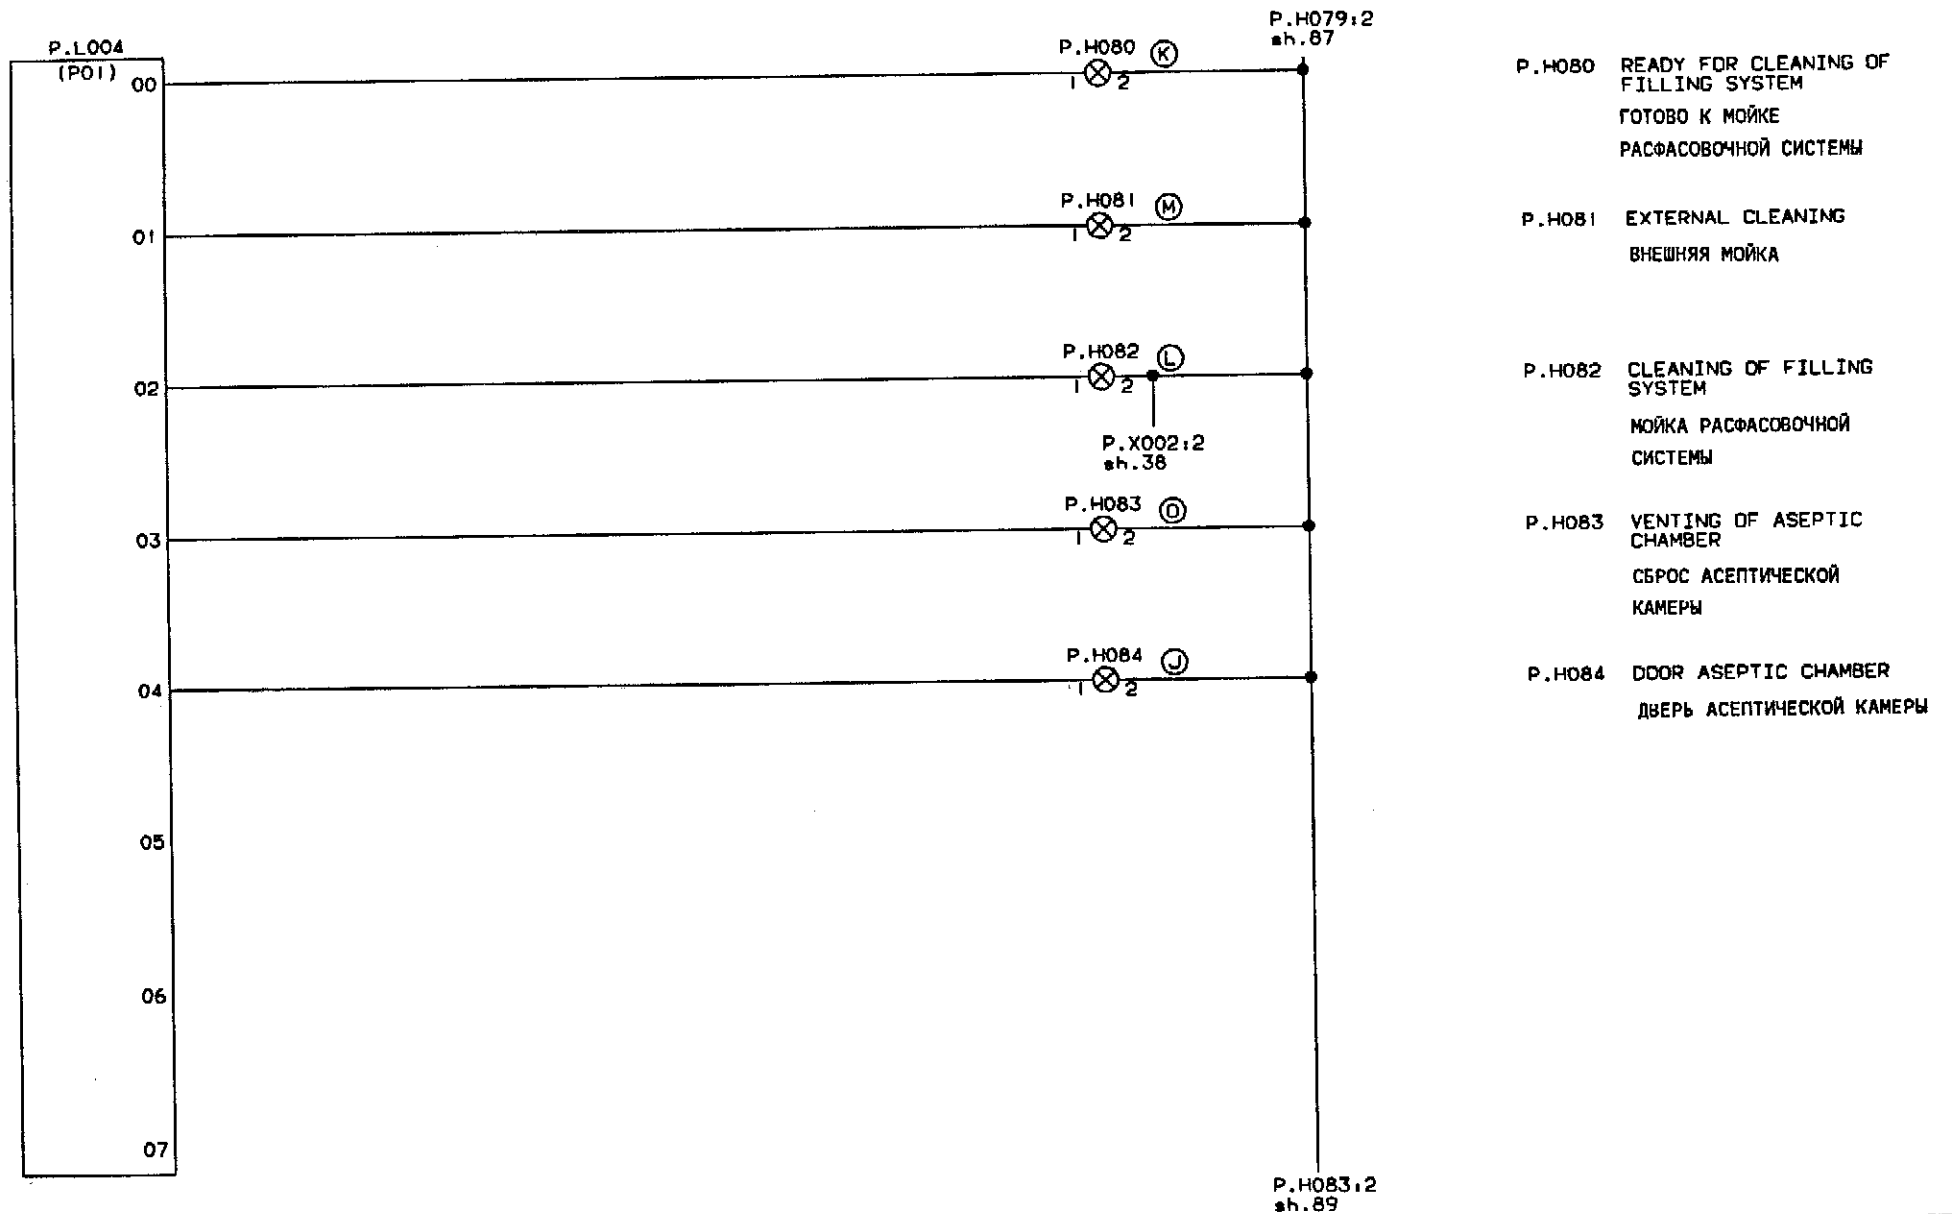 P.H079:2
sh.87
P.L004
(P01)
00
P.H080 K
1 2
P.H080 READY FOR CLEANING OF
FILLING SYSTEM
ГОТОВО К МОЙКЕ
РАСФАСОВОЧНОЙ СИСТЕМЫ
01
P.H081 M
1 2
P.H081 EXTERNAL CLEANING
ВНЕШНЯЯ МОЙКА
02
P.H082 L
1 2
P.X002:2
sh.38
P.H082 CLEANING OF FILLING
SYSTEM
МОЙКА РАСФАСОВОЧНОЙ
СИСТЕМЫ
03
P.H083 O
1 2
P.H083 VENTING OF ASEPTIC
CHAMBER
СБРОС АСЕПТИЧЕСКОЙ
КАМЕРЫ
04
P.H084 J
1 2
P.H084 DOOR ASEPTIC CHAMBER
ДВЕРЬ АСЕПТИЧЕСКОЙ КАМЕРЫ
05
06
07
P.H083:2
sh.89